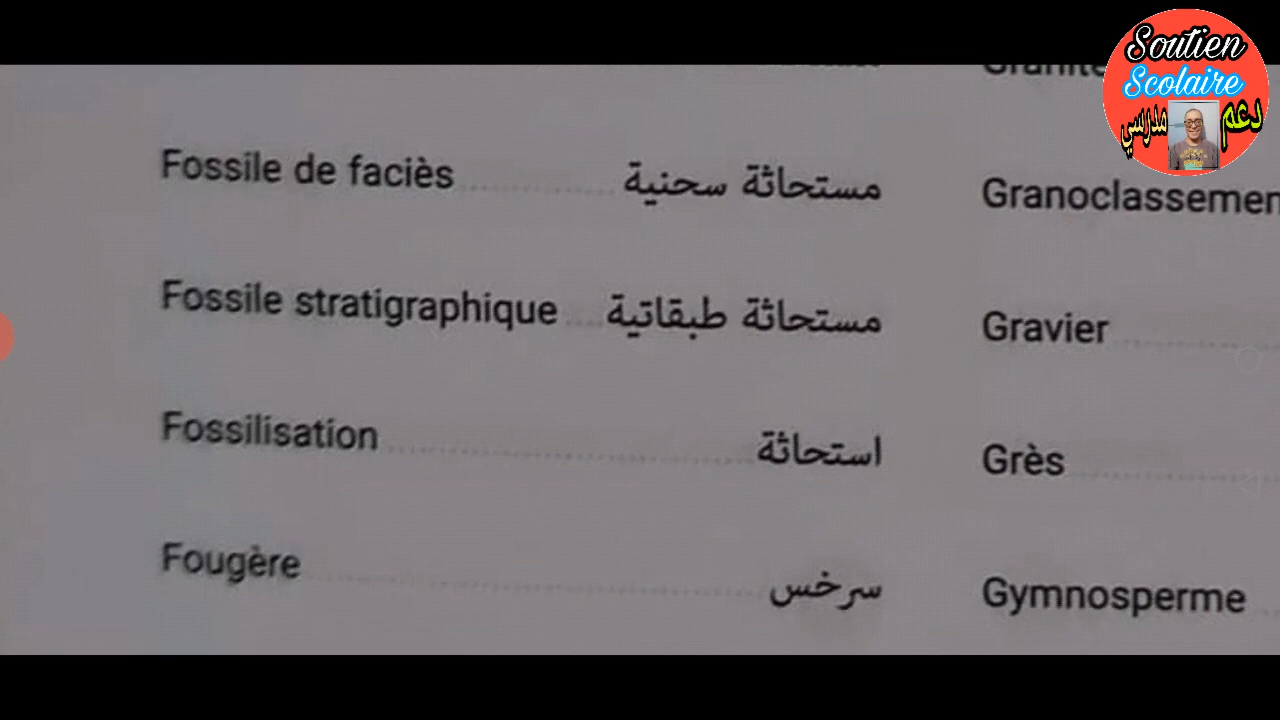 Soutien
Scolaire
دعم مدرسي
Fossile de faciès مستحاثة سحنية
Fossile stratigraphique مستحاثة طبقاتية
Fossilisation استحاثة
Fougère سرخس
Granite
Granoclassemen
Gravier
Grès
Gymnosperme